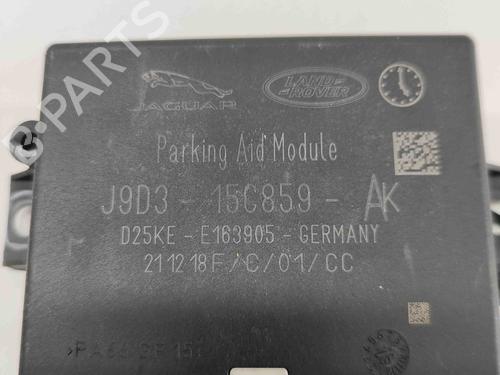 JAGUAR
LAND-
ROVER
Parking Aid Module
J9D3 - 15C859 - AK
D25KE - E163905 - GERMANY
211218F/C/01/CC
B-PARTS